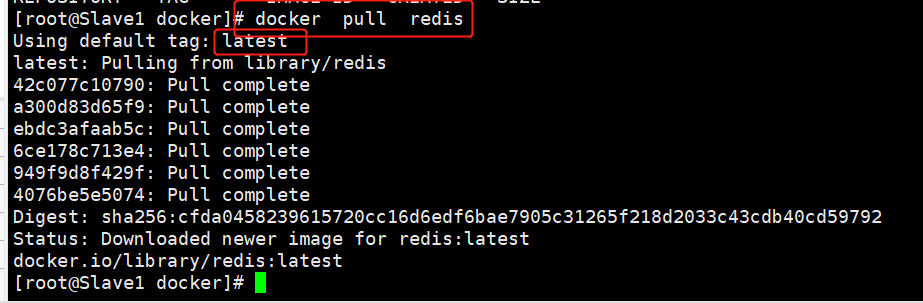 [root@Slave1 docker]# docker  pull  redis
Using default tag: latest
latest: Pulling from library/redis
42c077c10790: Pull complete
a300d83d65f9: Pull complete
ebdc3afaab5c: Pull complete
6ce178c713e4: Pull complete
949f9d8f429f: Pull complete
4076be5e5074: Pull complete
Digest: sha256:cfda0458239615720cc16d6edf6bae7905c31265f218d2033c43cdb40cd59792
Status: Downloaded newer image for redis:latest
docker.io/library/redis:latest
[root@Slave1 docker]#